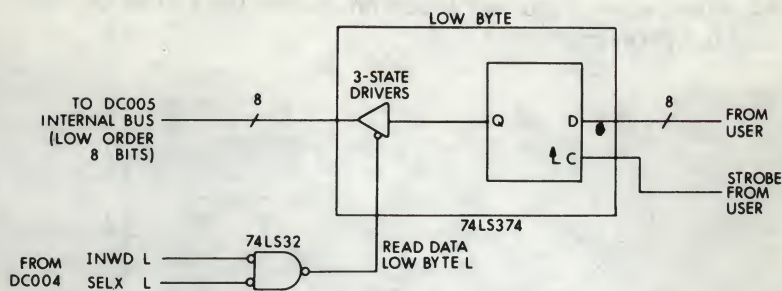 LOW BYTE
3-STATE
DRIVERS
TO DC005
INTERNAL BUS
(LOW ORDER
8 BITS)
8
Q
D
C
8
FROM
USER
STROBE
FROM
USER
74LS374
74LS32
READ DATA
LOW BYTE L
FROM
DC004
INWD L
SELX L